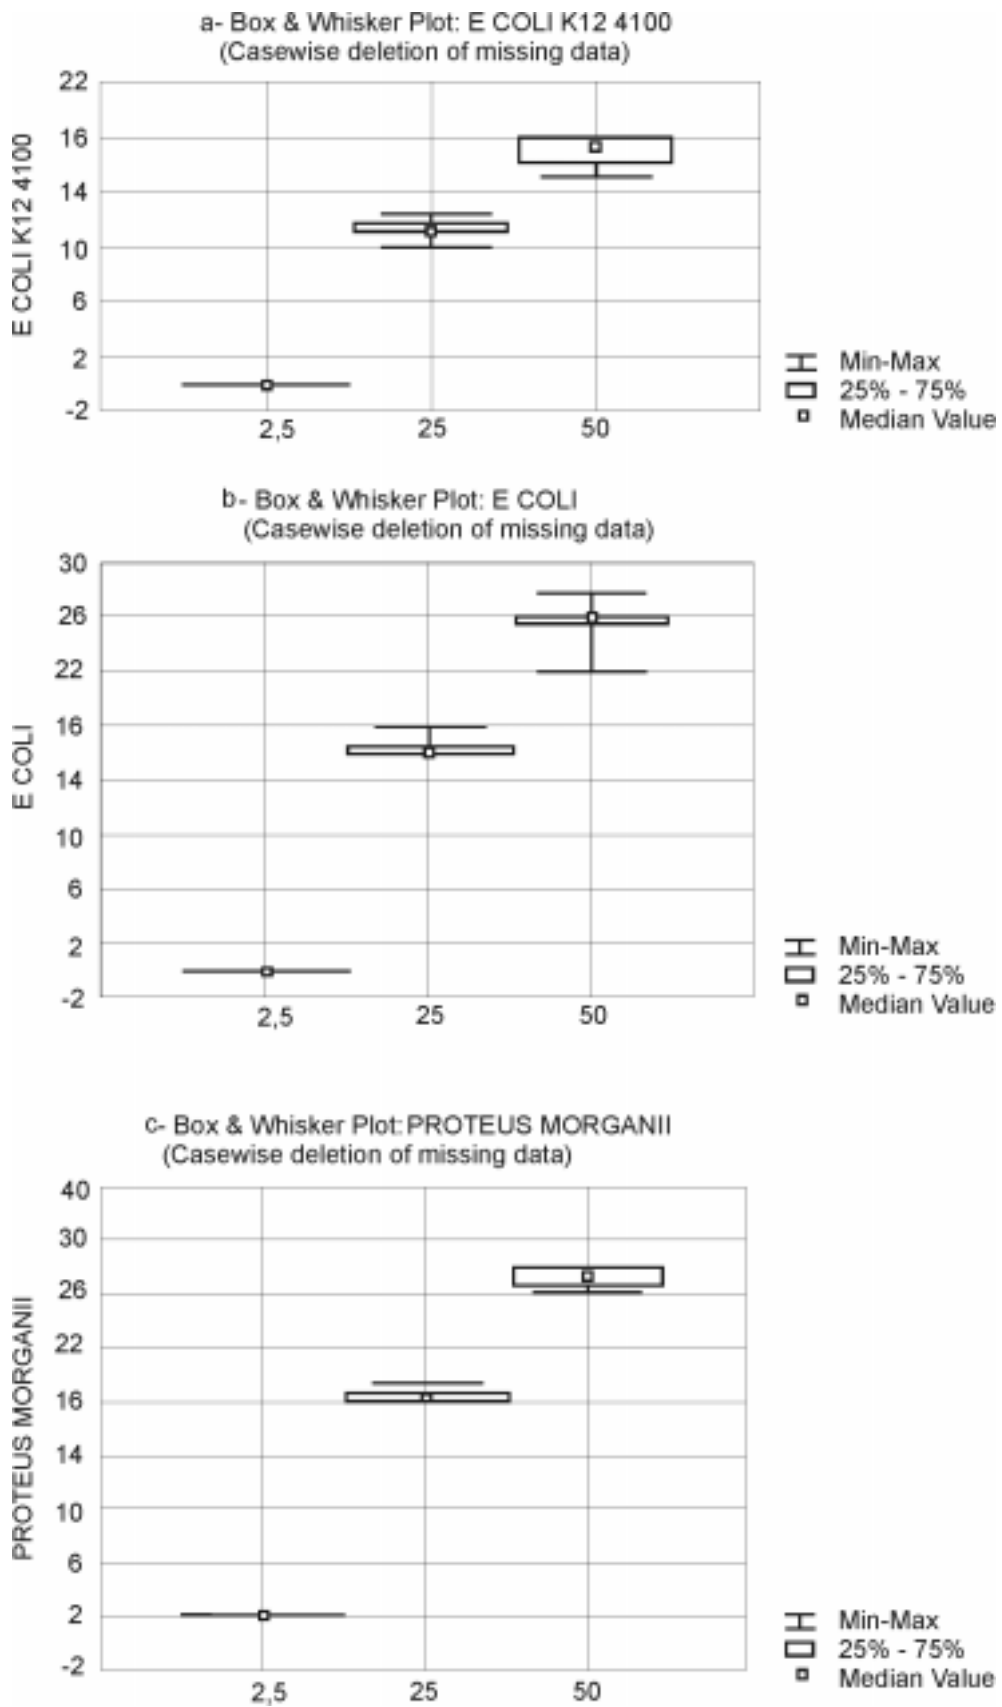 a- Box & Whisker Plot: E COLI K12 4100
(Casewise deletion of missing data)
E COLI K12 4100
22
16
14
10
6
2
-2
2,5
25
50
Min-Max
25% - 75%
Median Value
b- Box & Whisker Plot: E COLI
(Casewise deletion of missing data)
E COLI
30
26
22
16
14
10
6
2
-2
2,5
25
50
Min-Max
25% - 75%
Median Value
c- Box & Whisker Plot: PROTEUS MORGANII
(Casewise deletion of missing data)
PROTEUS MORGANII
40
30
26
22
16
14
10
6
2
-2
2,5
25
50
Min-Max
25% - 75%
Median Value